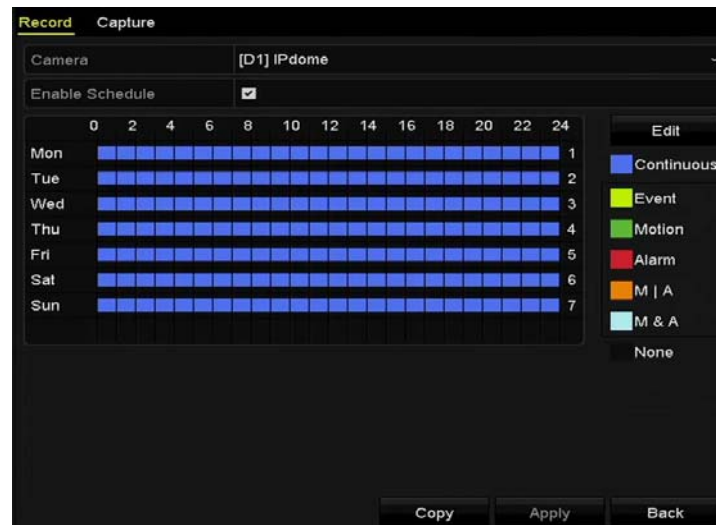 Record Capture
Camera [D1] IPdome
Enable Schedule
0 2 4 6 8 10 12 14 16 18 20 22 24
Edit
Mon 1
Continuous
Tue 2
Wed 3
Event
Thu 4
Motion
Fri 5
Alarm
Sat 6
M | A
Sun 7
M & A
None
Copy Apply Back